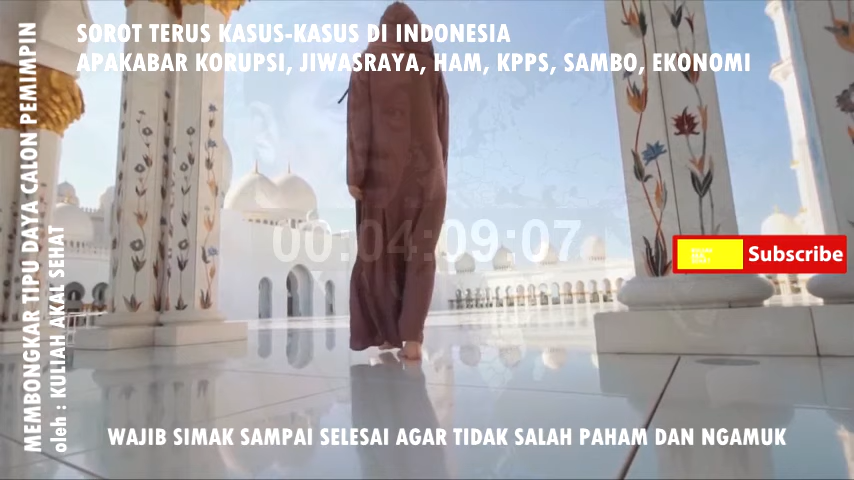 SOROT TERUS KASUS-KASUS DI INDONESIA
APAKABAR KORUPSI, JIWASRAYA, HAM, KPPS, SAMBO, EKONOMI
MEMBONGKAR TIPU DAYA CALON PEMIMPIN
oleh : KULIAH AKAL SEHAT
00:04:09:07
Subscribe
WAJIB SIMAK SAMPAI SELESAI AGAR TIDAK SALAH PAHAM DAN NGAMUK